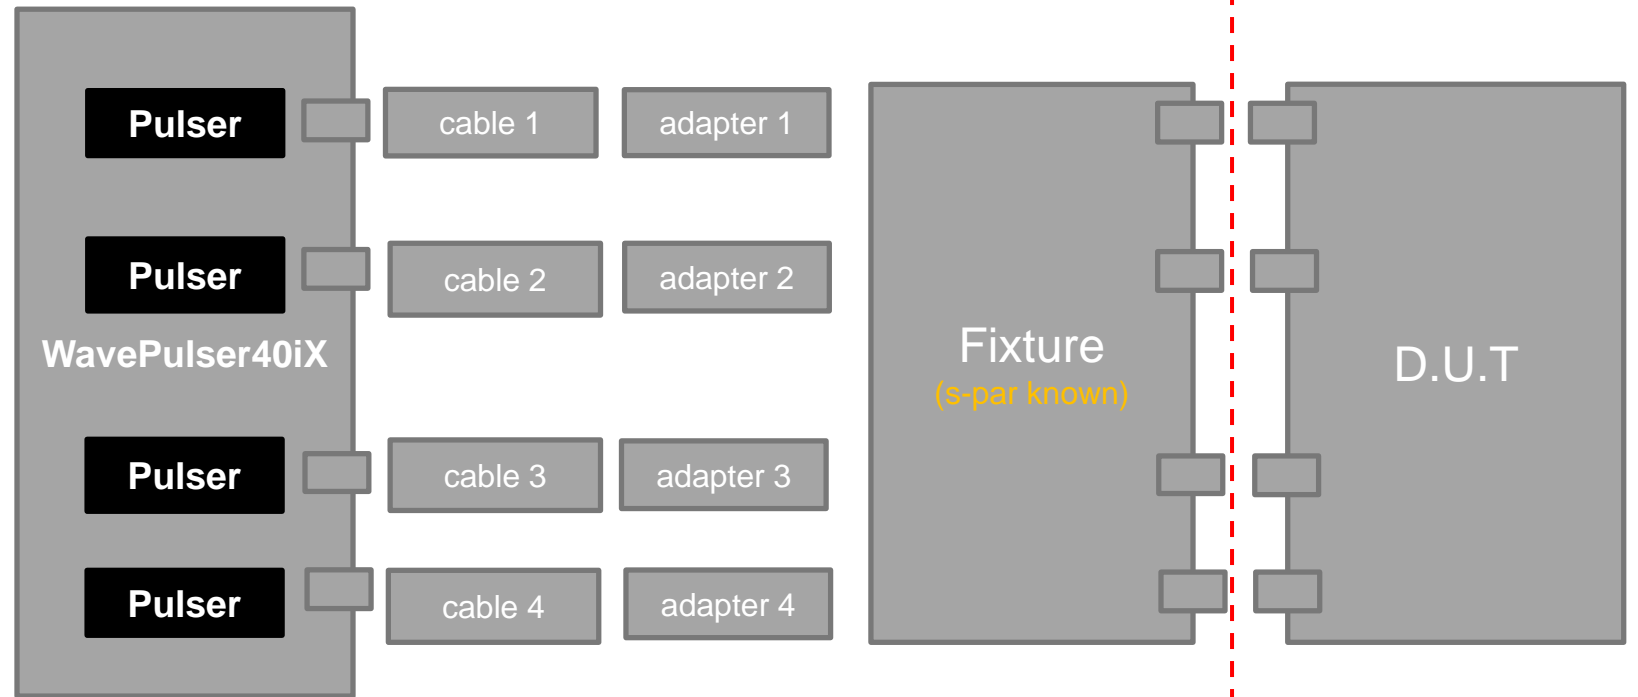 Pulser
cable 1
adapter 1
Pulser
cable 2
adapter 2
WavePulser40iX
Fixture
(s-par known)
D.U.T
Pulser
cable 3
adapter 3
Pulser
cable 4
adapter 4